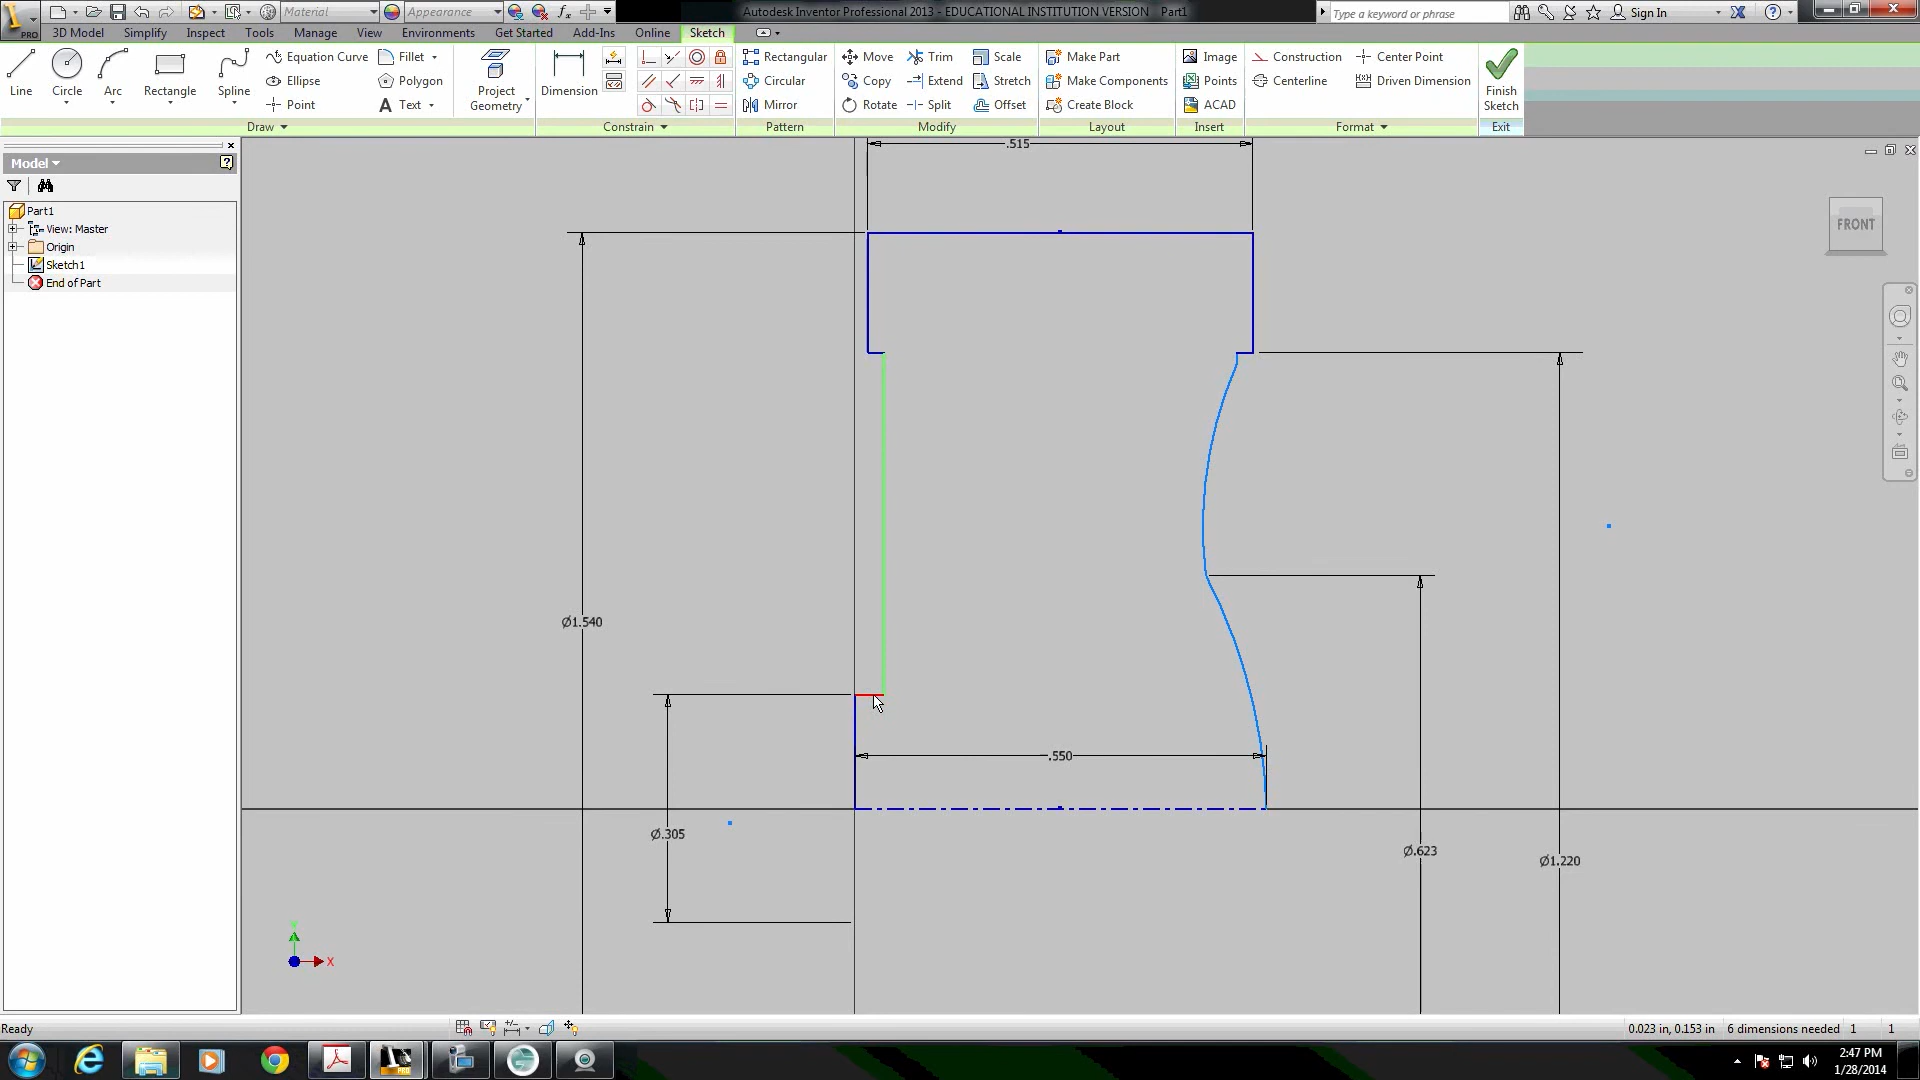 PRO
Material
Appearance
Autodesk Inventor Professional 2013 - EDUCATIONAL INSTITUTION VERSION Part1
Type a keyword or phrase
Sign In
3D Model Simplify Inspect Tools Manage View Environments Get Started Add-Ins Online Sketch
Equation Curve Fillet Rectangular Move Trim Scale Make Part Image Construction Center Point
Ellipse Polygon Circular Copy Extend Stretch Make Components Points Centerline Driven Dimension
Line Circle Arc Rectangle Spline Project Geometry Dimension Finish Sketch
Point Text Mirror Rotate Split Offset Create Block ACAD
Draw Constrain Pattern Modify Layout Insert Format Exit
Model
Part1
View: Master
Origin
Sketch1
End of Part
.515
FRONT
Ø1.540
.550
Ø.305
Ø.623
Ø1.220
X
Ready
0.023 in, 0.153 in 6 dimensions needed 1 1
2:47 PM
1/28/2014